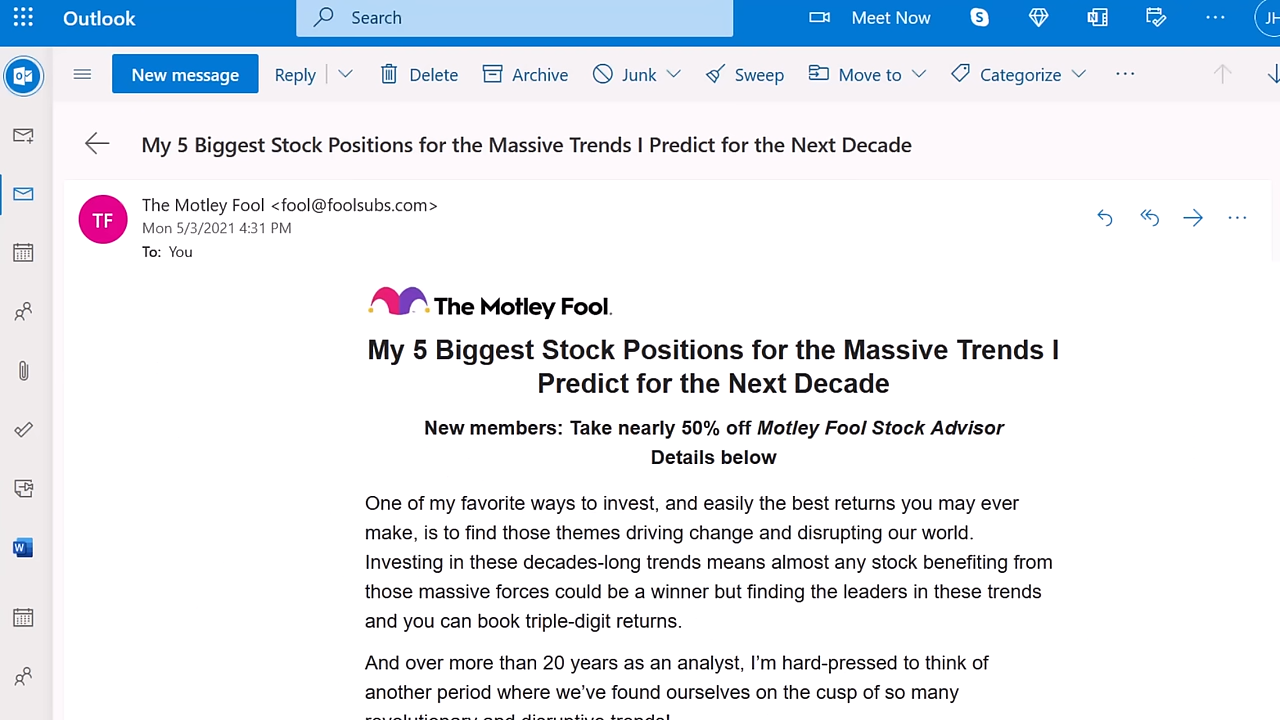 Outlook
Search
Meet Now
JH
New message
Reply
Delete
Archive
Junk
Sweep
Move to
Categorize
My 5 Biggest Stock Positions for the Massive Trends I Predict for the Next Decade
TF
The Motley Fool <fool@foolsubs.com>
Mon 5/3/2021 4:31 PM
To: You
The Motley Fool.
My 5 Biggest Stock Positions for the Massive Trends I
Predict for the Next Decade
New members: Take nearly 50% off Motley Fool Stock Advisor
Details below
One of my favorite ways to invest, and easily the best returns you may ever
make, is to find those themes driving change and disrupting our world.
Investing in these decades-long trends means almost any stock benefiting from
those massive forces could be a winner but finding the leaders in these trends
and you can book triple-digit returns.
And over more than 20 years as an analyst, I'm hard-pressed to think of
another period where we've found ourselves on the cusp of so many
revolutionary and disruptive trends!